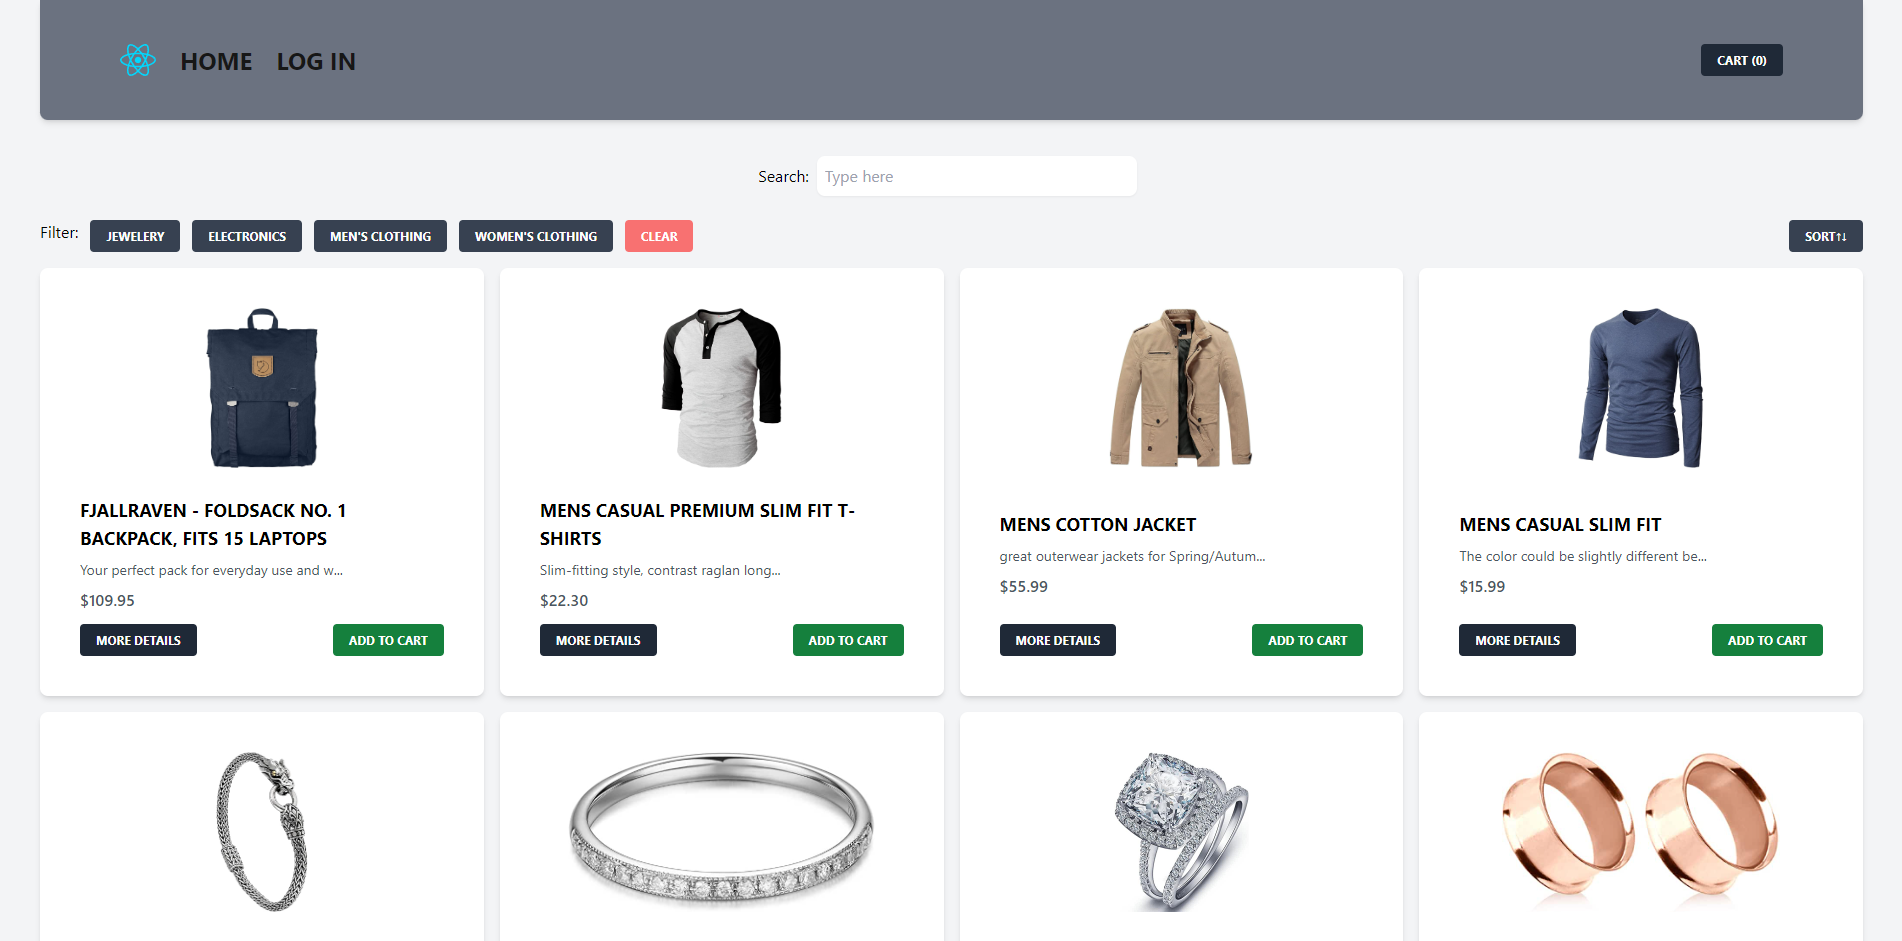 HOME LOG IN CART (0)
Search: Type here
Filter: JEWELERY ELECTRONICS MEN'S CLOTHING WOMEN'S CLOTHING CLEAR SORT↑↓
FJALLRAVEN - FOLDSACK NO. 1
BACKPACK, FITS 15 LAPTOPS
Your perfect pack for everyday use and w...
$109.95
MORE DETAILS ADD TO CART
MENS CASUAL PREMIUM SLIM FIT T-
SHIRTS
Slim-fitting style, contrast raglan long...
$22.30
MORE DETAILS ADD TO CART
MENS COTTON JACKET
great outerwear jackets for Spring/Autum...
$55.99
MORE DETAILS ADD TO CART
MENS CASUAL SLIM FIT
The color could be slightly different be...
$15.99
MORE DETAILS ADD TO CART